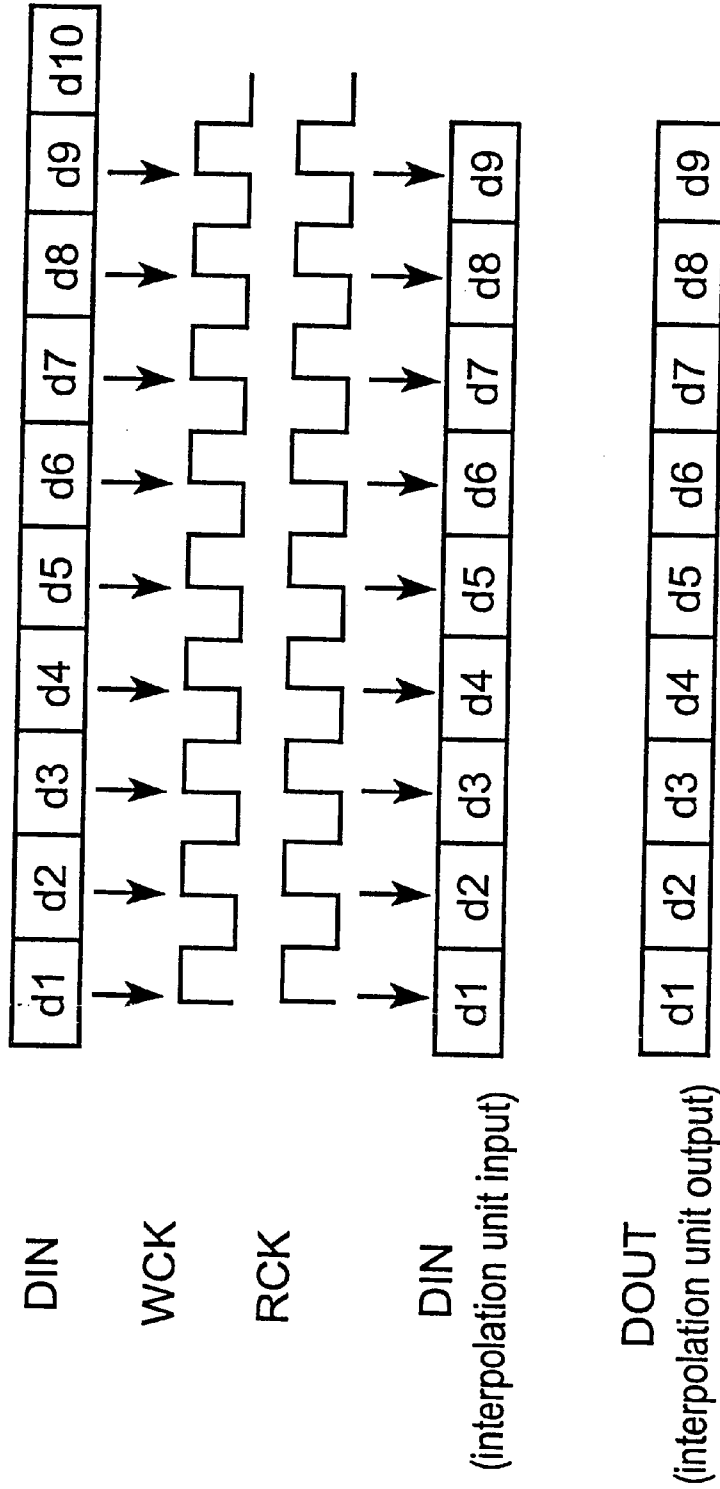 DIN d1 d2 d3 d4 d5 d6 d7 d8 d9 d10
WCK
RCK
DIN d1 d2 d3 d4 d5 d6 d7 d8 d9
(interpolation unit input)
DOUT d1 d2 d3 d4 d5 d6 d7 d8 d9
(interpolation unit output)